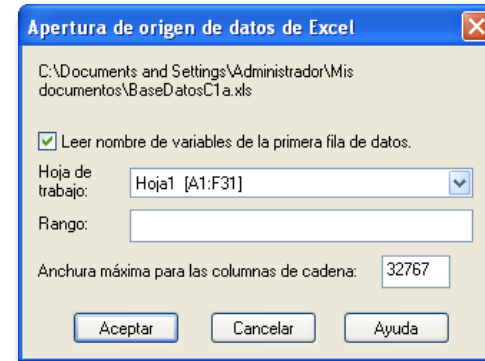 Apertura de origen de datos de Excel
C:\Documents and Settings\Administrador\Mis
documentos\BaseDatosC1a.xls
Leer nombre de variables de la primera fila de datos.
Hoja de
trabajo:
Hoja1 [A1:F31]
Rango:
Anchura máxima para las columnas de cadena: 32767
Aceptar Cancelar Ayuda